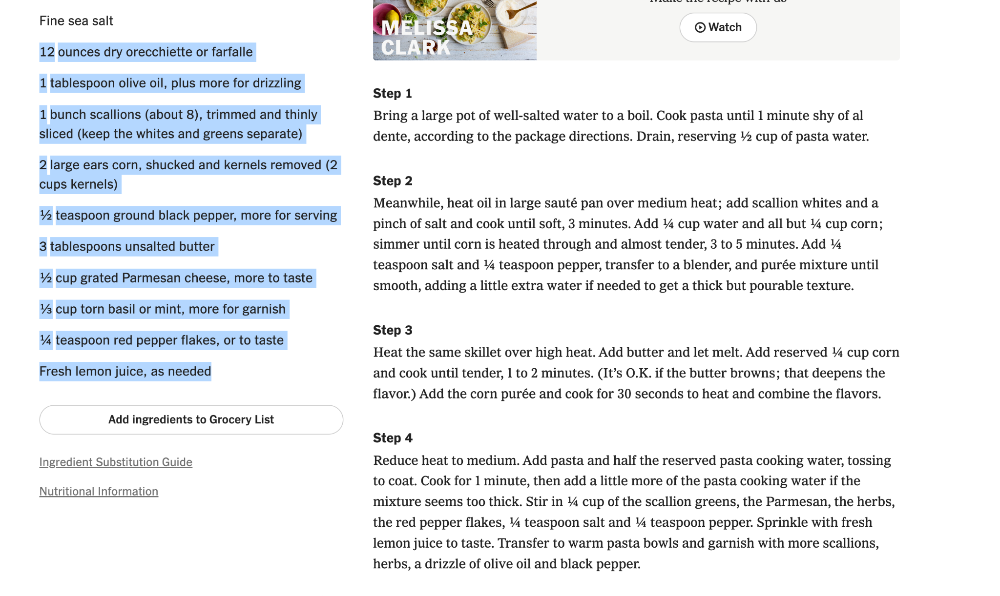 Fine sea salt
12 ounces dry orecchiette or farfalle
1 tablespoon olive oil, plus more for drizzling
1 bunch scallions (about 8), trimmed and thinly
sliced (keep the whites and greens separate)
2 large ears corn, shucked and kernels removed (2
cups kernels)
½ teaspoon ground black pepper, more for serving
3 tablespoons unsalted butter
½ cup grated Parmesan cheese, more to taste
⅓ cup torn basil or mint, more for garnish
¼ teaspoon red pepper flakes, or to taste
Fresh lemon juice, as needed
Add ingredients to Grocery List
Ingredient Substitution Guide
Nutritional Information
MELISSA
CLARK
Make the recipe with us
Watch
Step 1
Bring a large pot of well-salted water to a boil. Cook pasta until 1 minute shy of al
dente, according to the package directions. Drain, reserving ½ cup of pasta water.
Step 2
Meanwhile, heat oil in large sauté pan over medium heat; add scallion whites and a
pinch of salt and cook until soft, 3 minutes. Add ¼ cup water and all but ¼ cup corn;
simmer until corn is heated through and almost tender, 3 to 5 minutes. Add ¼
teaspoon salt and ¼ teaspoon pepper, transfer to a blender, and purée mixture until
smooth, adding a little extra water if needed to get a thick but pourable texture.
Step 3
Heat the same skillet over high heat. Add butter and let melt. Add reserved ¼ cup corn
and cook until tender, 1 to 2 minutes. (It’s O.K. if the butter browns; that deepens the
flavor.) Add the corn purée and cook for 30 seconds to heat and combine the flavors.
Step 4
Reduce heat to medium. Add pasta and half the reserved pasta cooking water, tossing
to coat. Cook for 1 minute, then add a little more of the pasta cooking water if the
mixture seems too thick. Stir in ¼ cup of the scallion greens, the Parmesan, the herbs,
the red pepper flakes, ¼ teaspoon salt and ¼ teaspoon pepper. Sprinkle with fresh
lemon juice to taste. Transfer to warm pasta bowls and garnish with more scallions,
herbs, a drizzle of olive oil and black pepper.